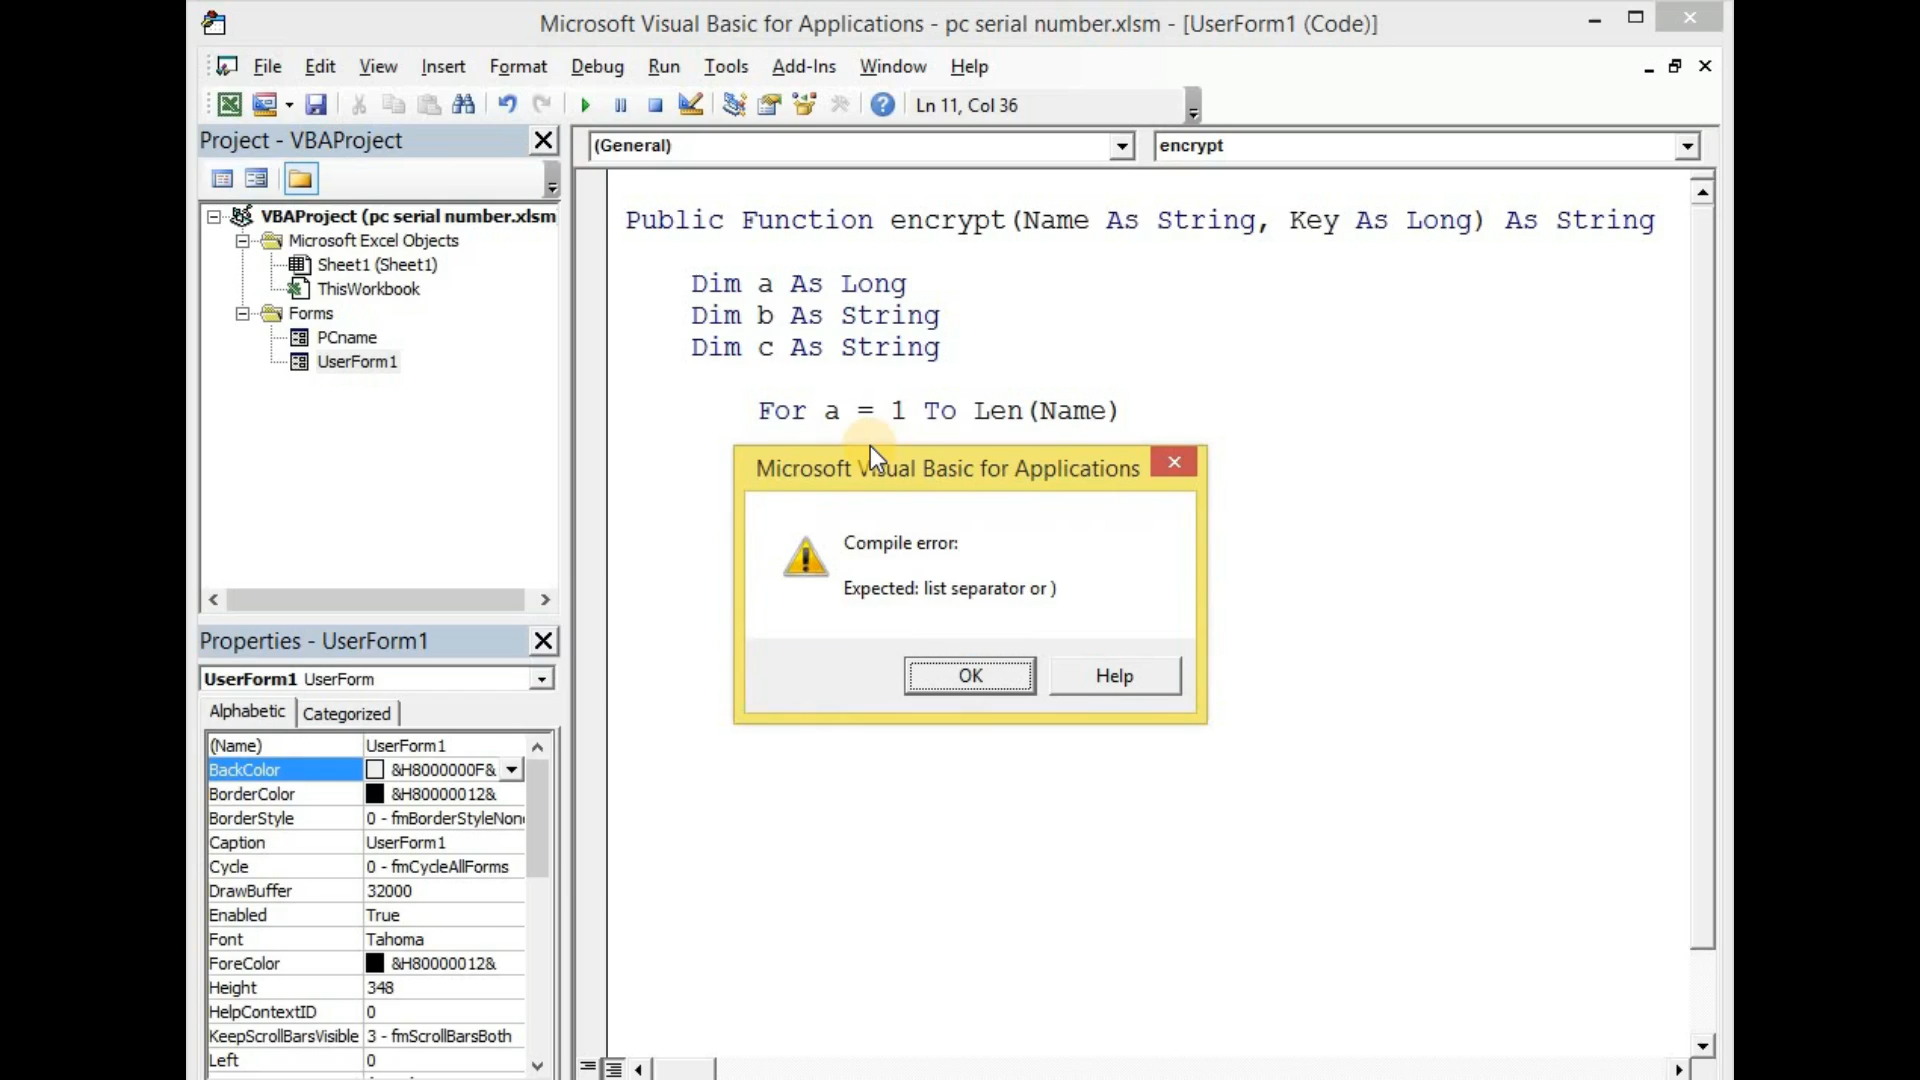 Microsoft Visual Basic for Applications - pc serial number.xlsm - [UserForm1 (Code)]
File Edit View Insert Format Debug Run Tools Add-Ins Window Help
Ln 11, Col 36
Project - VBAProject
(General)
encrypt
VBAProject (pc serial number.xlsm
Microsoft Excel Objects
Sheet1 (Sheet1)
ThisWorkbook
Forms
PCname
UserForm1
Public Function encrypt(Name As String, Key As Long) As String
Dim a As Long
Dim b As String
Dim c As String
For a = 1 To Len(Name)
Microsoft Visual Basic for Applications
Compile error:
Expected: list separator or )
OK
Help
Properties - UserForm1
UserForm1 UserForm
Alphabetic Categorized
(Name) UserForm1
BackColor &H8000000F&
BorderColor &H80000012&
BorderStyle 0 - fmBorderStyleNon
Caption UserForm1
Cycle 0 - fmCycleAllForms
DrawBuffer 32000
Enabled True
Font Tahoma
ForeColor &H80000012&
Height 348
HelpContextID 0
KeepScrollBarsVisible 3 - fmScrollBarsBoth
Left 0